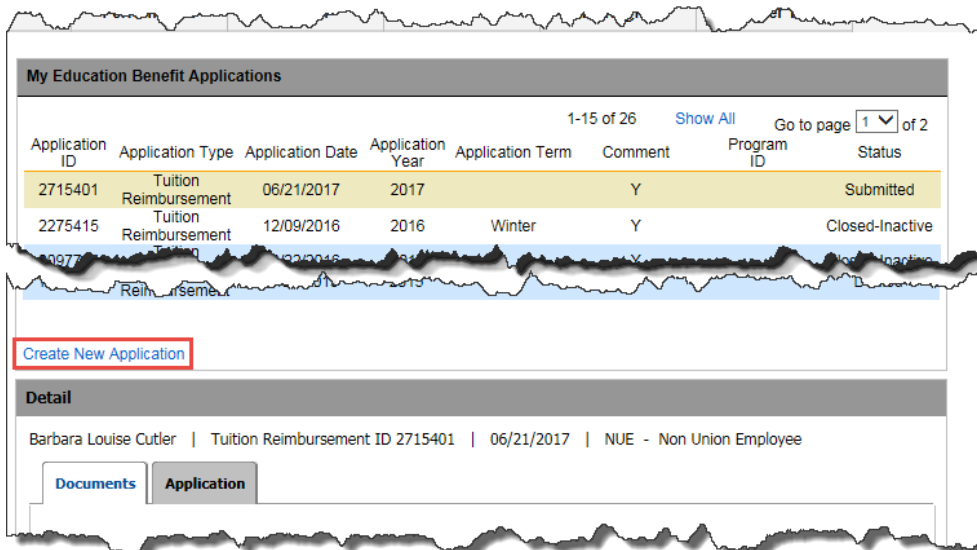 My Education Benefit Applications
1-15 of 26 Show All Go to page 1 of 2
Application ID Application Type Application Date Application Year Application Term Comment Program ID Status
2715401 Tuition Reimbursement 06/21/2017 2017 Y Submitted
2275415 Tuition Reimbursement 12/09/2016 2016 Winter Y Closed-Inactive
Create New Application
Detail
Barbara Louise Cutler | Tuition Reimbursement ID 2715401 | 06/21/2017 | NUE - Non Union Employee
Documents Application